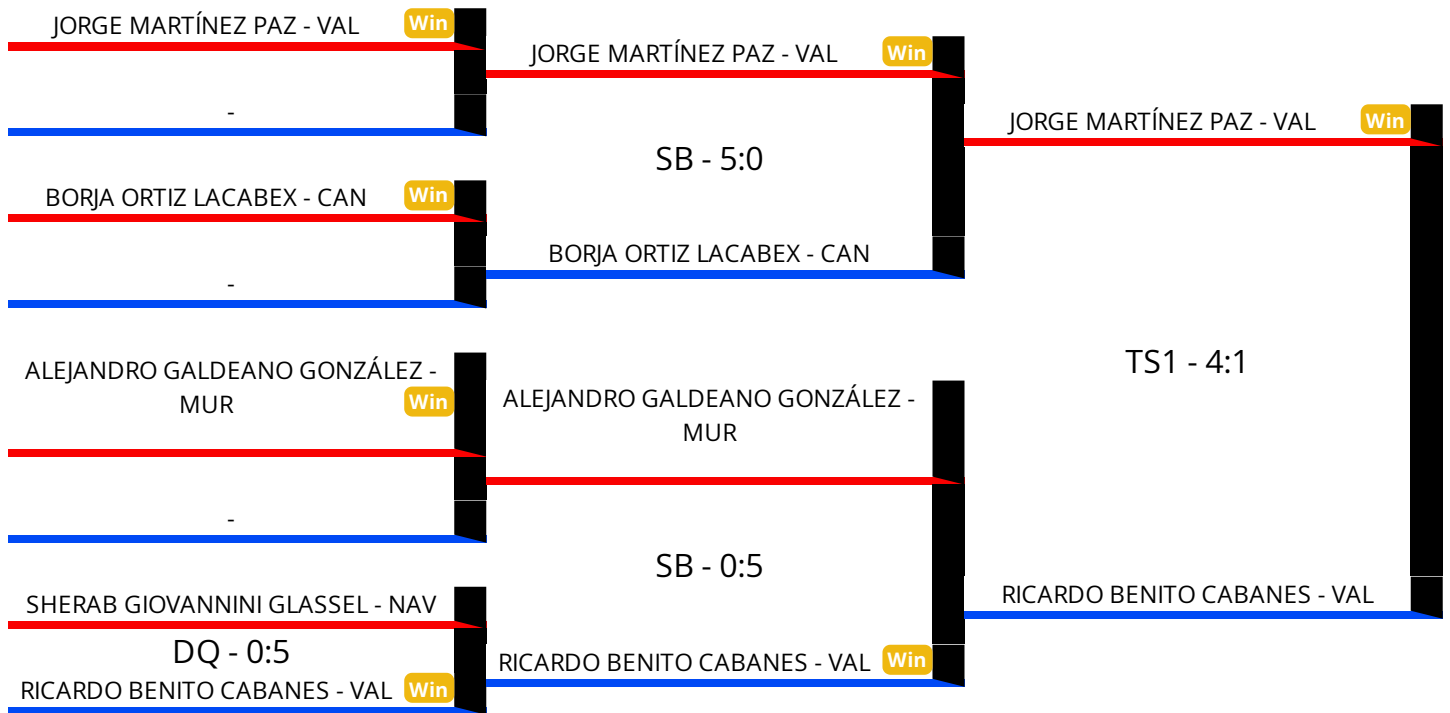 JORGE MARTÍNEZ PAZ - VAL Win
-
BORJA ORTIZ LACABEX - CAN Win
-
ALEJANDRO GALDEANO GONZÁLEZ -
MUR Win
-
SHERAB GIOVANNINI GLASSEL - NAV
DQ - 0:5
RICARDO BENITO CABANES - VAL Win
JORGE MARTÍNEZ PAZ - VAL Win
SB - 5:0
BORJA ORTIZ LACABEX - CAN
ALEJANDRO GALDEANO GONZÁLEZ -
MUR
SB - 0:5
RICARDO BENITO CABANES - VAL Win
JORGE MARTÍNEZ PAZ - VAL Win
TS1 - 4:1
RICARDO BENITO CABANES - VAL